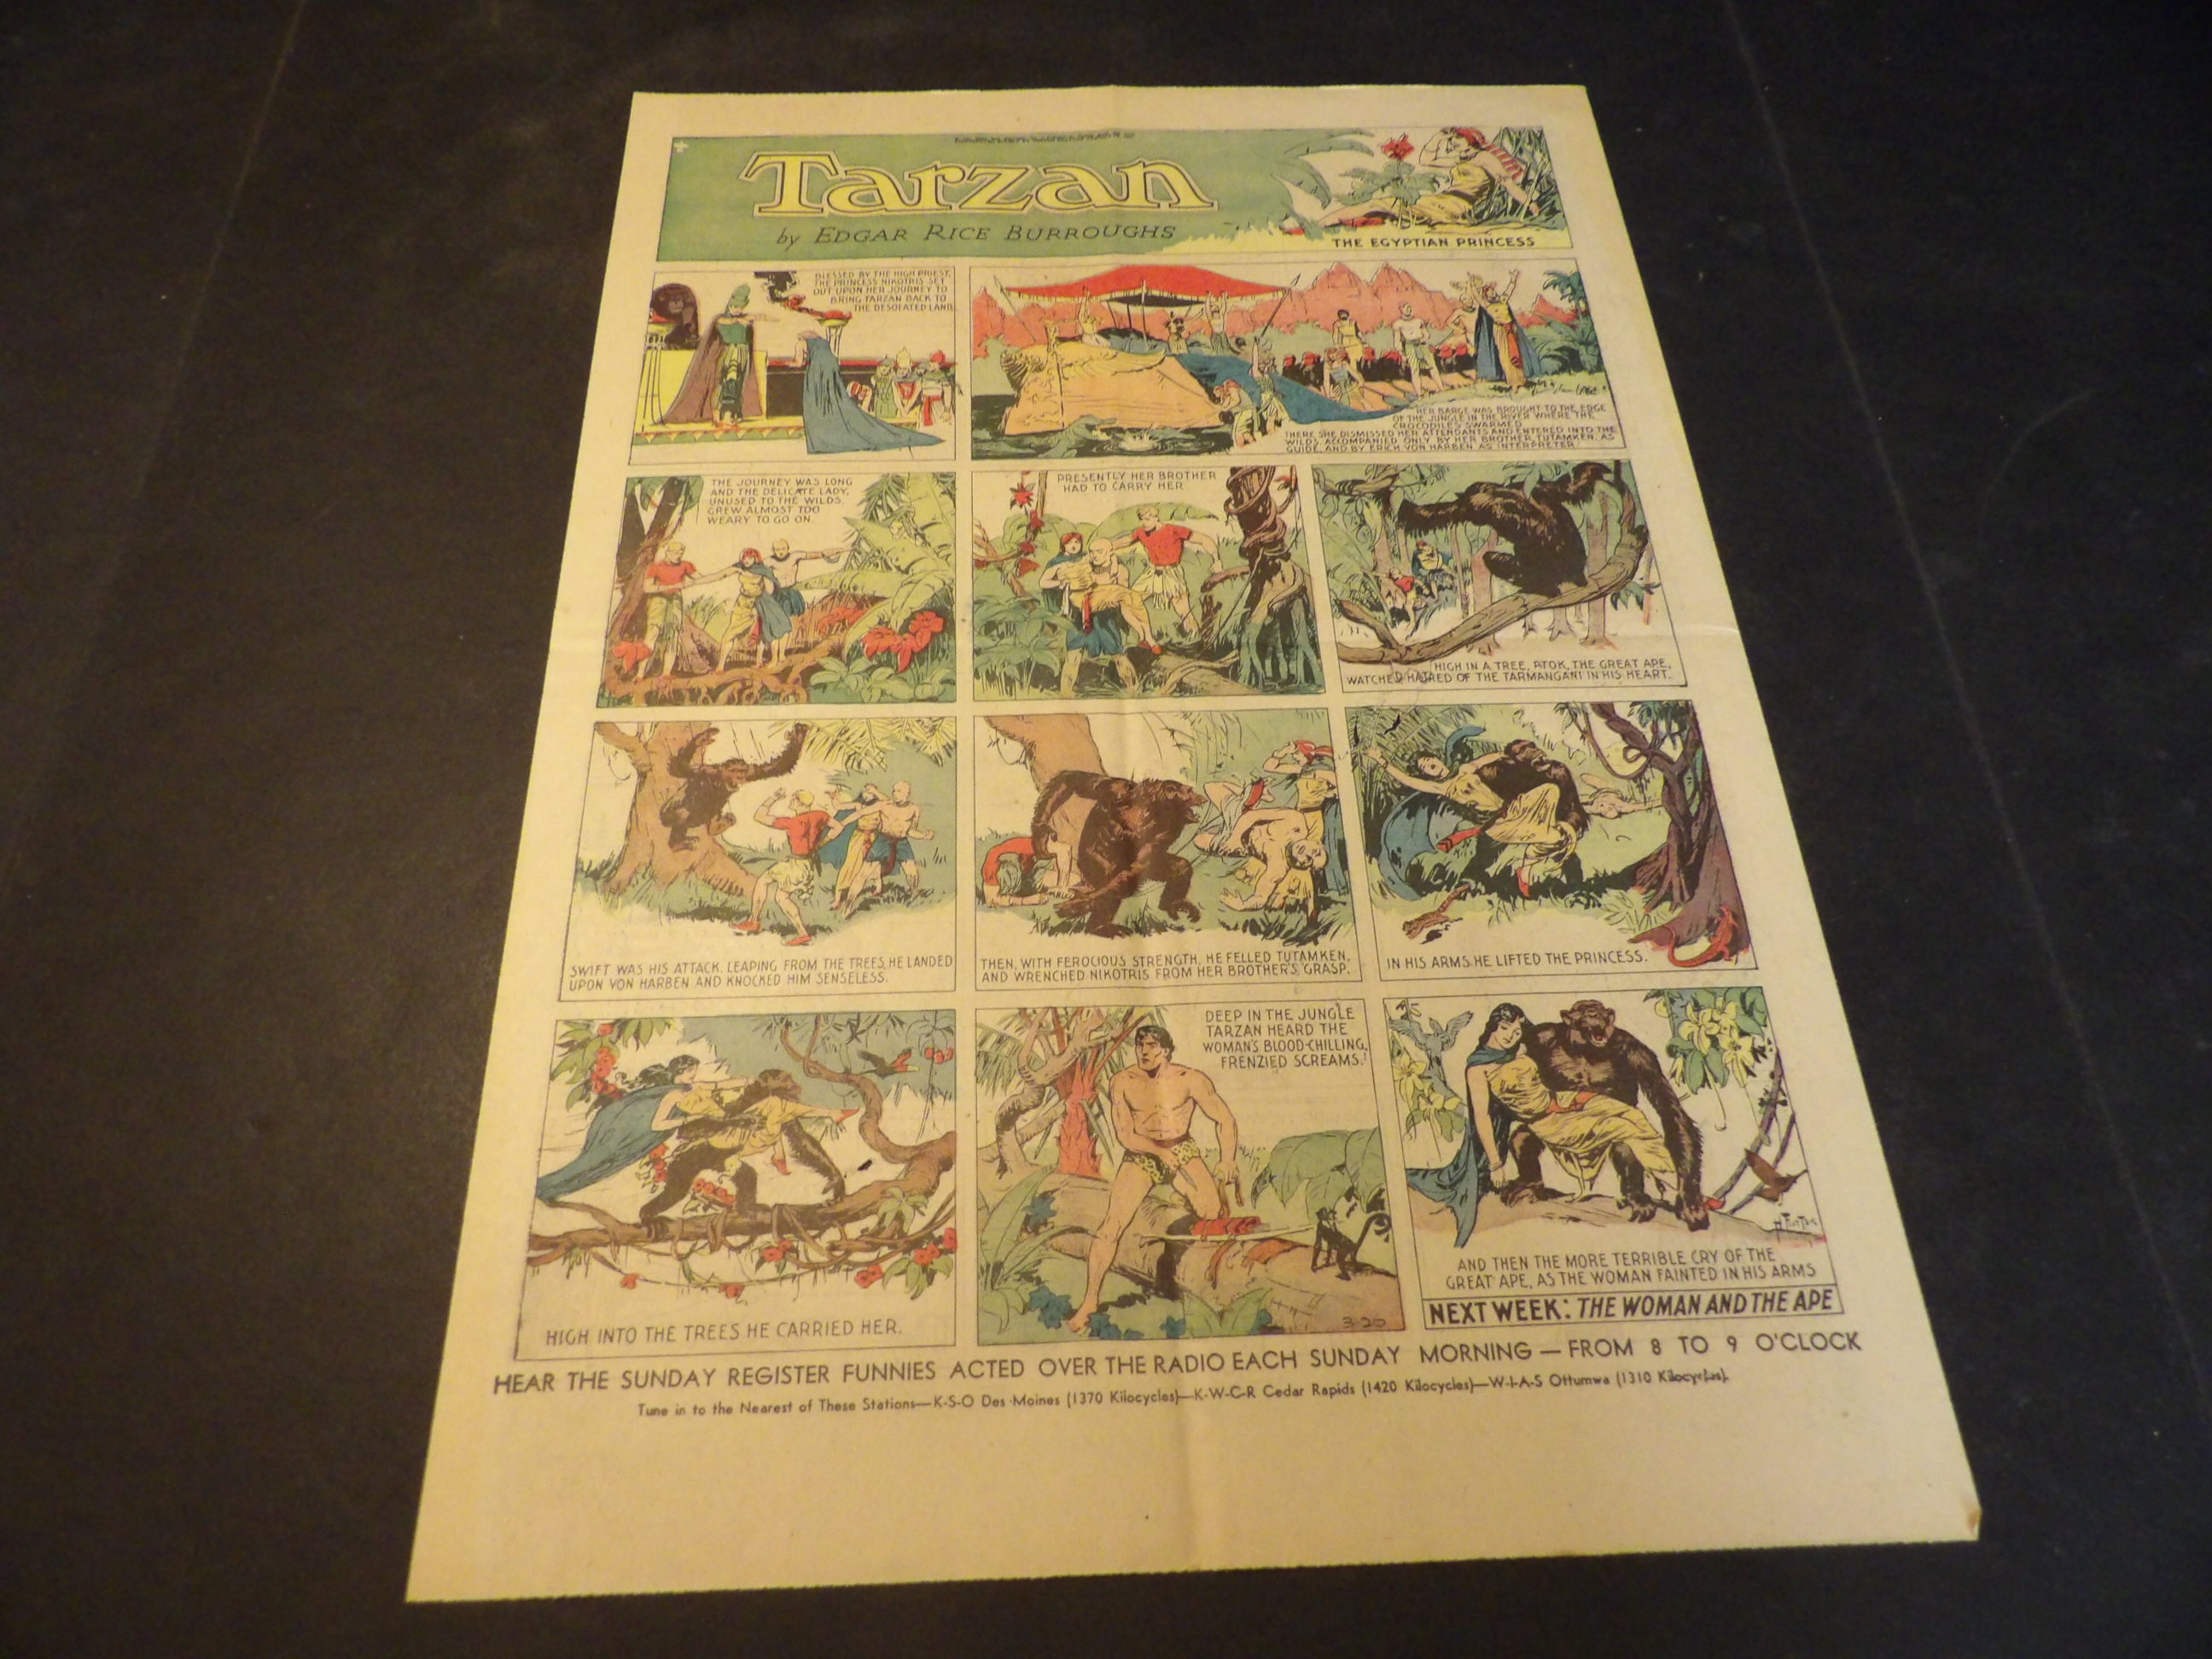 Tarzan
by EDGAR RICE BURROUGHS
THE EGYPTIAN PRINCESS
BLESSED BY THE HIGH PRIEST,
THE PRINCESS NIKOTRIS SET
OUT UPON HER JOURNEY TO
BRING TARZAN BACK TO
THE DESOLATED LAND.
HER BARGE WAS BROUGHT TO THE EDGE
OF THE JUNGLE IN THE RIVER WHERE THE
CROCODILES SWARMED.
THERE SHE DISMISSED HER ATTENDANTS AND ENTERED INTO THE
WILDS, ACCOMPANIED ONLY BY HER BROTHER, TUTAMKEN, AS
GUIDE, AND BY ERICH VON HARBEN AS INTERPRETER.
THE JOURNEY WAS LONG
AND THE DELICATE LADY,
UNUSED TO THE WILDS,
GREW ALMOST TOO
WEARY TO GO ON.
PRESENTLY HER BROTHER
HAD TO CARRY HER
HIGH IN A TREE, PTOK, THE GREAT APE,
WATCHED, HATRED OF THE TARMANGANI IN HIS HEART.
SWIFT WAS HIS ATTACK. LEAPING FROM THE TREES, HE LANDED
UPON VON HARBEN AND KNOCKED HIM SENSELESS.
THEN, WITH FEROCIOUS STRENGTH, HE FELLED TUTAMKEN,
AND WRENCHED NIKOTRIS FROM HER BROTHER'S GRASP.
IN HIS ARMS HE LIFTED THE PRINCESS.
HIGH INTO THE TREES HE CARRIED HER.
DEEP IN THE JUNGLE
TARZAN HEARD THE
WOMAN'S BLOOD-CHILLING,
FRENZIED SCREAMS!
3-20
AND THEN THE MORE TERRIBLE CRY OF THE
GREAT APE, AS THE WOMAN FAINTED IN HIS ARMS
NEXT WEEK: THE WOMAN AND THE APE
HEAR THE SUNDAY REGISTER FUNNIES ACTED OVER THE RADIO EACH SUNDAY MORNING — FROM 8 TO 9 O'CLOCK
Tune in to the Nearest of These Stations—K-S-O Des Moines (1370 Kilocycles)—K-W-C-R Cedar Rapids (1420 Kilocycles)—W-I-A-S Ottumwa (1310 Kilocycles).